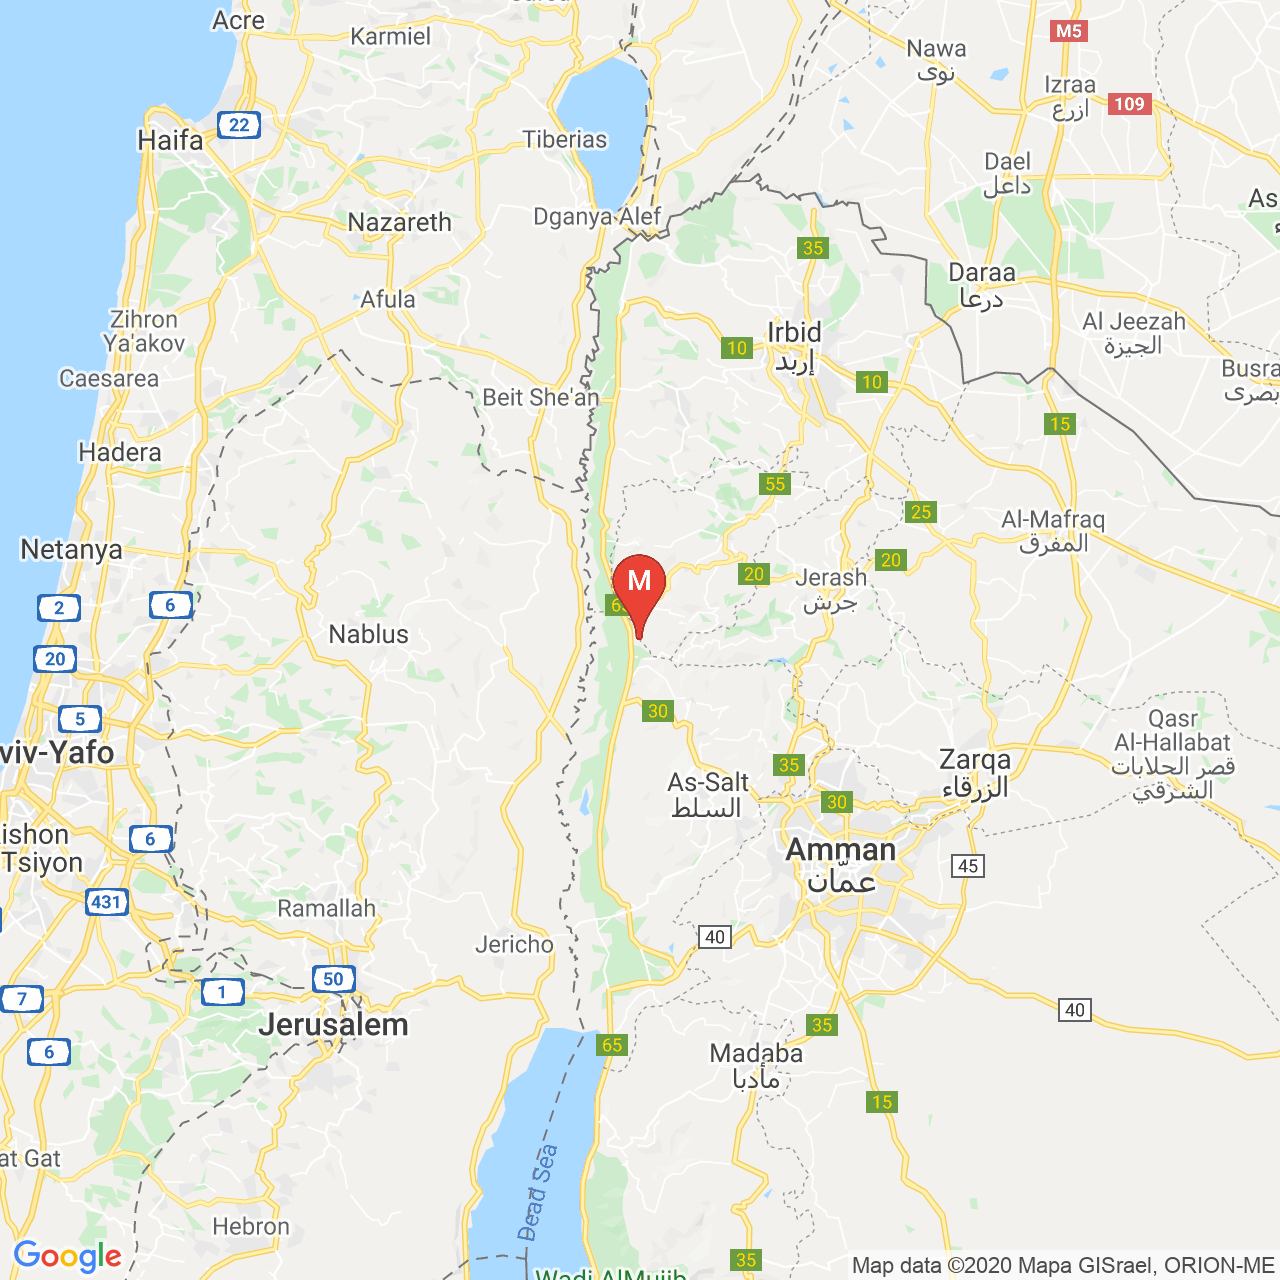 Acre
Karmiel
M5
Nawa
نوى
Izraa
ازرع
109
Haifa
22
Tiberias
Dael
داعل
As
Nazareth
Dganya Alef
35
Daraa
درعا
Afula
Zihron
Ya'akov
Irbid
إربد
10
Al Jeezah
الجيزة
Caesarea
Beit She'an
10
Busra
بصرى
15
Hadera
55
25
Al-Mafraq
المفرق
Netanya
20
20
Jerash
جرش
M
2
6
Nablus
20
5
30
Qasr
Al-Hallabat
قصر الحلابات
الشرقي
viv-Yafo
35
Zarqa
الزرقاء
As-Salt
السلط
30
ishon
Tsiyon
6
Amman
عمّان
45
431
Ramallah
Jericho
40
7
1
50
40
Jerusalem
35
6
65
Madaba
مأدبا
15
at Gat
Dead Sea
Hebron
Google
35
Wadi AlMujib
Map data ©2020 Mapa GISrael, ORION-ME